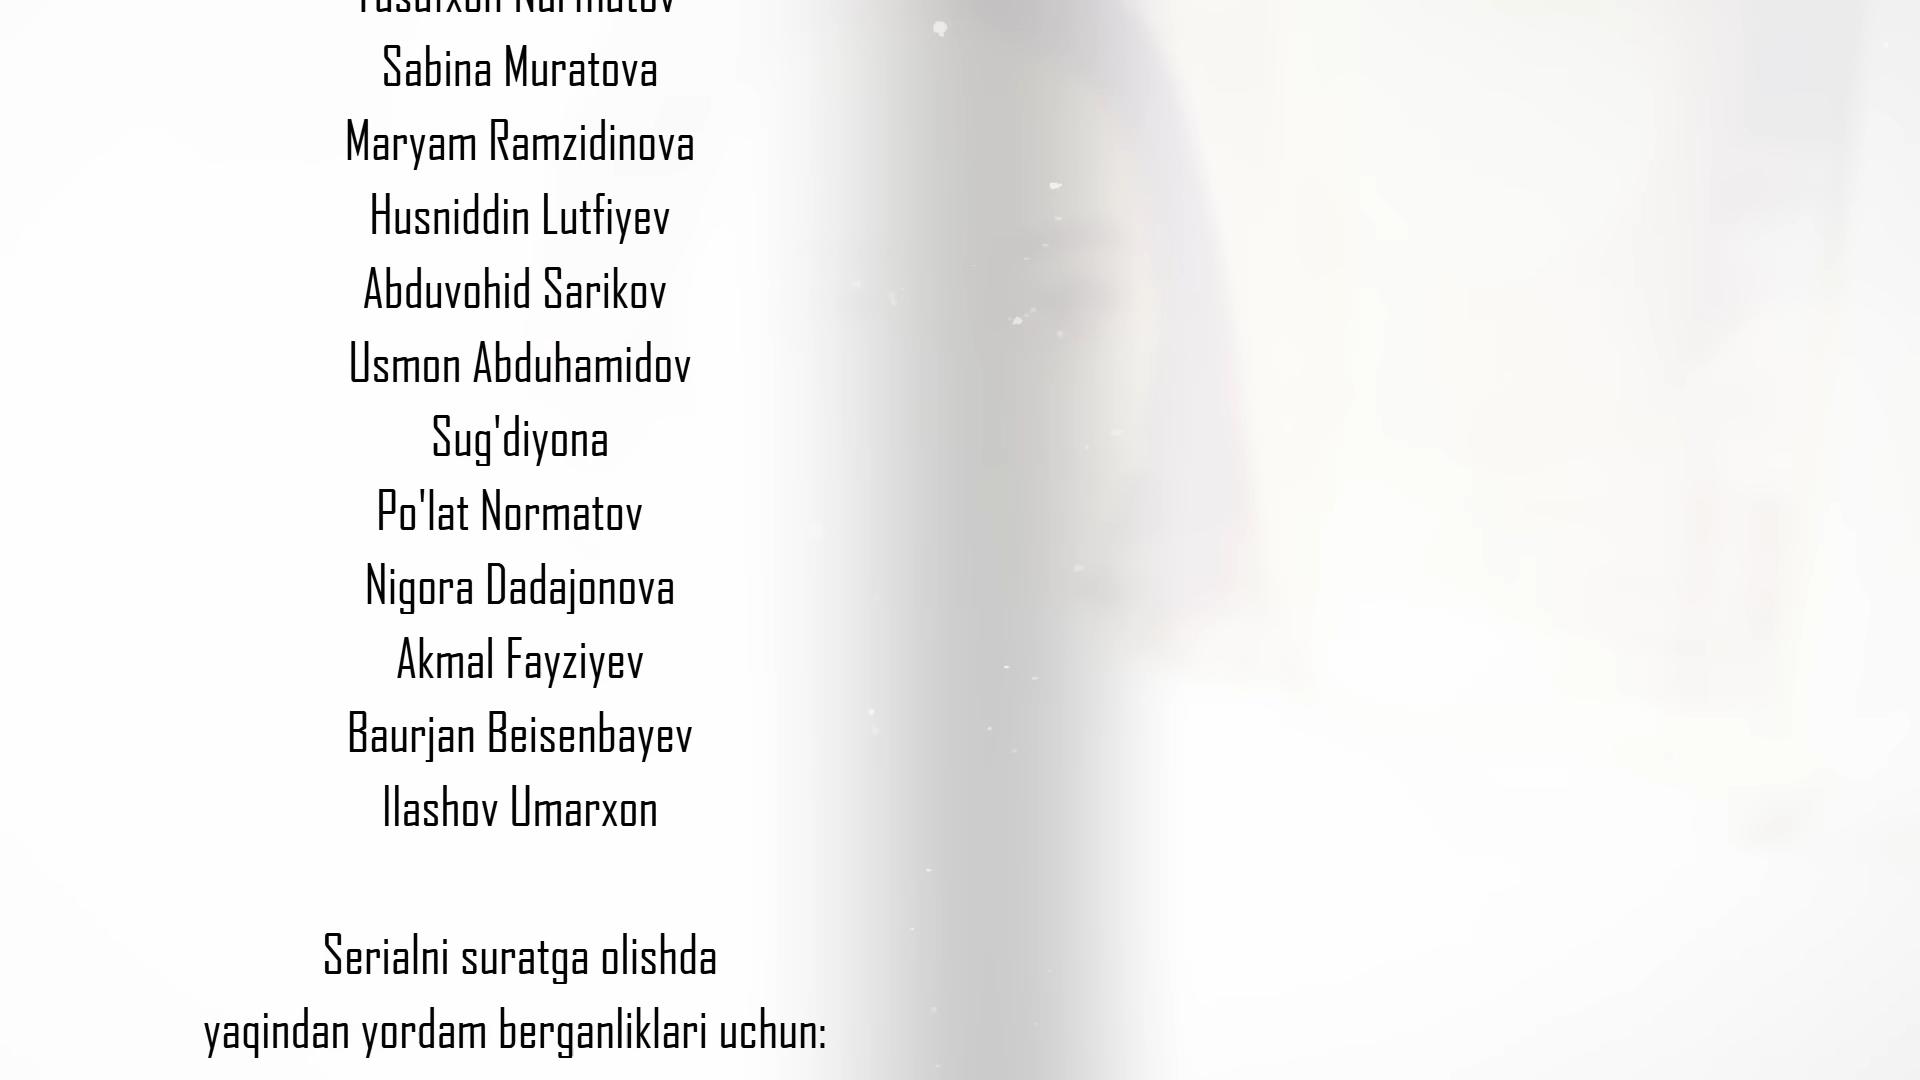 Normatov
Sabina Muratova
Maryam Ramzidinova
Husniddin Lutfiyev
Abduvohid Sarikov
Usmon Abduhamidov
Sug'diyona
Po'lat Normatov
Nigora Dadajonova
Akmal Fayziyev
Baurjan Beisenbayev
Ilashov Umarxon
Serialni suratga olishda
yaqindan yordam berganliklari uchun: